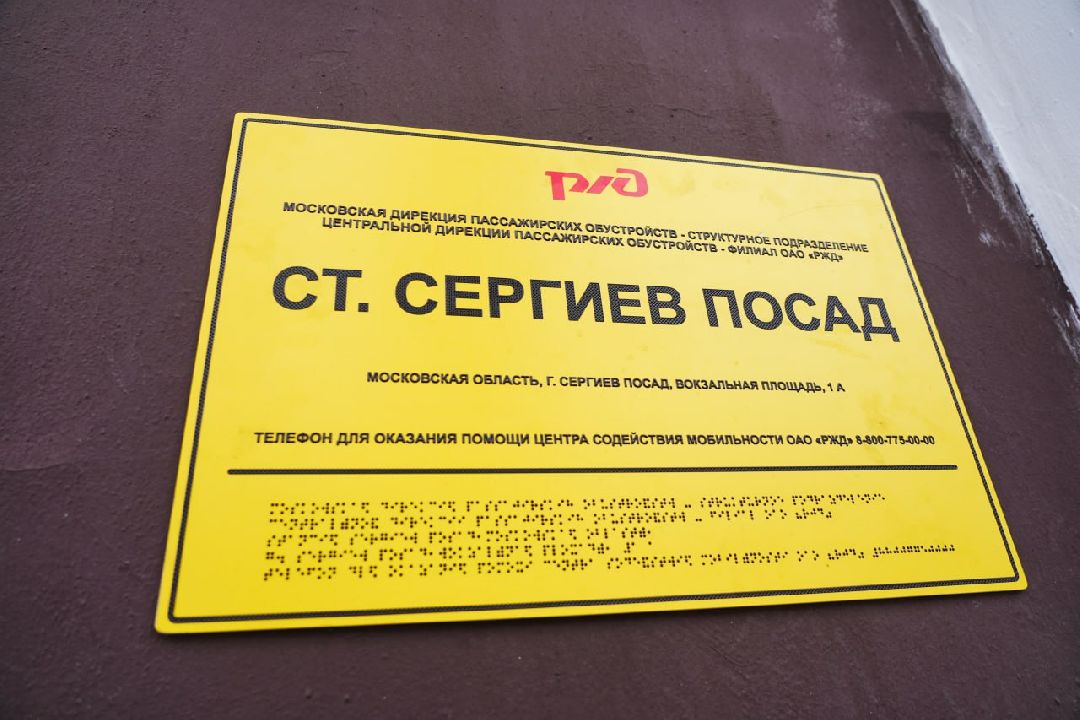 РЖД
МОСКОВСКАЯ ДИРЕКЦИЯ ПАССАЖИРСКИХ ОБУСТРОЙСТВ - СТРУКТУРНОЕ ПОДРАЗДЕЛЕНИЕ
ЦЕНТРАЛЬНОЙ ДИРЕКЦИИ ПАССАЖИРСКИХ ОБУСТРОЙСТВ - ФИЛИАЛ ОАО «РЖД»
СТ. СЕРГИЕВ ПОСАД
МОСКОВСКАЯ ОБЛАСТЬ, Г. СЕРГИЕВ ПОСАД, ВОКЗАЛЬНАЯ ПЛОЩАДЬ, 1 А
ТЕЛЕФОН ДЛЯ ОКАЗАНИЯ ПОМОЩИ ЦЕНТРА СОДЕЙСТВИЯ МОБИЛЬНОСТИ ОАО «РЖД» 8-800-775-00-00